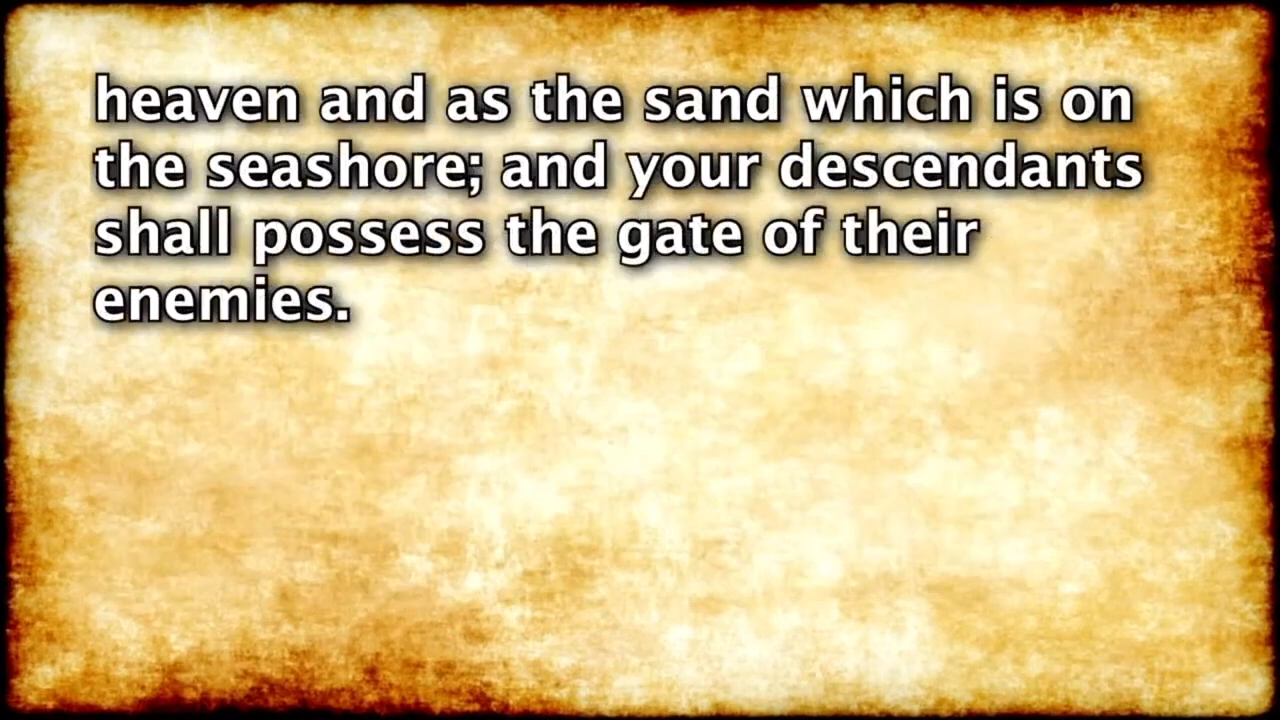 heaven and as the sand which is on
the seashore; and your descendants
shall possess the gate of their
enemies.